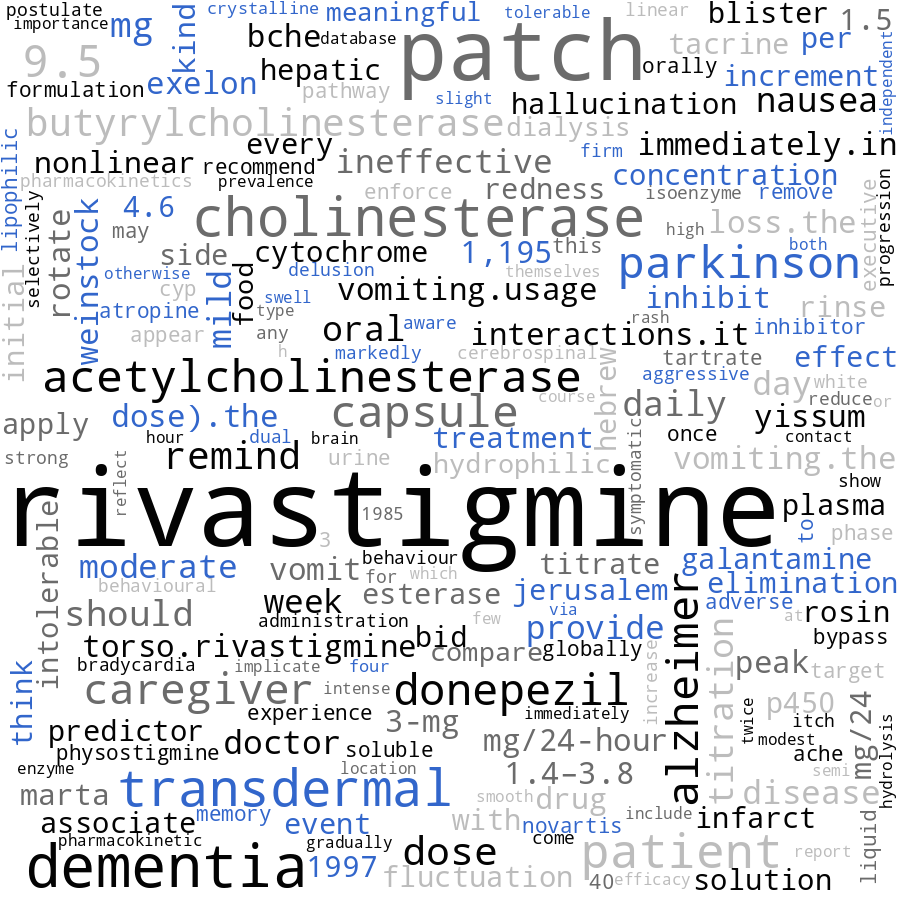 postulate
importance
mg
kind
crystalline
meaningful
tolerable
linear
blister
1.5
bche
database
patch
tacrine
per
9.5
hepatic
orally
increment
independent
formulation
exelon
pathway
slight
hallucination
nausea
butyrylcholinesterase
dialysis
every
firm
immediately.in
lipophilic
nonlinear
recommend
ineffective
concentration
pharmacokinetics
prevalence
enforce
redness
isoenzyme
remove
executive
progression
selectively
rotate
weinstock
4.6
cholinesterase
high
loss.the
may
side
cytochrome
1,195
this
both
parkinson
otherwise
mild
food
delusion
themselves
cyp
swell
vomiting.usage
inhibit
initial
atropine
type
rash
rinse
appear
any
oral
aware
interactions.it
inhibitor
h
markedly
cerebrospinal
hebrew
tartrate
effect
acetylcholinesterase
aggressive
day
white
course
reduce
or
apply
dose).the
capsule
daily
yissum
hour
dual
brain
treatment
symptomatic
once
contact
strong
reflect
remind
urine
hydrophilic
vomiting.the
show
rivastigmine
1985
plasma
intolerable
3
to
phase
moderate
vomit
behaviour
titrate
galantamine
behavioural
for
which
esterase
jerusalem
alzheimer
elimination
should
week
via
adverse
at
rosin
administration
few
provide
titration
bypass
torso.rivastigmine
bid
compare
globally
think
bradycardia
implicate
four
increase
peak
target
caregiver
intense
donepezil
p450
experience
3-mg
immediately
twice
itch
mg/24
hydrolysis
predictor
doctor
soluble
mg/24-hour
modest
physostigmine
ache
enzyme
location
1.4–3.8
semi
marta
transdermal
smooth
drug
disease
associate
memory
event
with
novartis
include
infarct
liquid
pharmacokinetic
gradually
come
dementia
1997
dose
patient
report
fluctuation
40
efficacy
solution